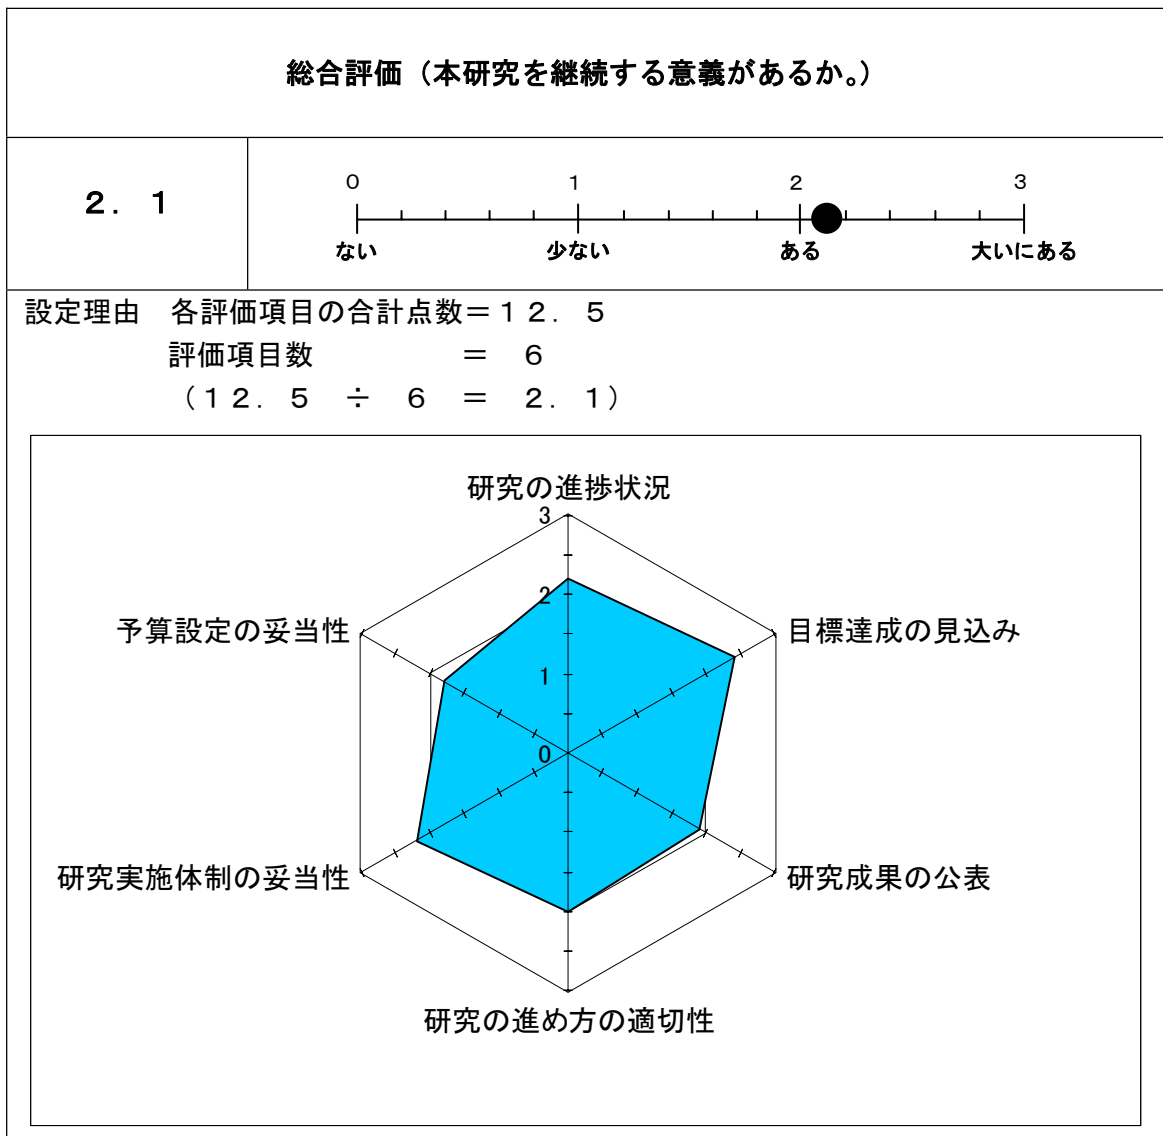 総合評価（本研究を継続する意義があるか。）
２．１
０ １ ２ ３
ない 少ない ある 大いにある
設定理由　各評価項目の合計点数＝１２．５
評価項目数　＝　６
（１２．５　÷　６　＝　２．１）
研究の進捗状況
3
予算設定の妥当性
2
目標達成の見込み
1
0
研究実施体制の妥当性
研究成果の公表
研究の進め方の適切性